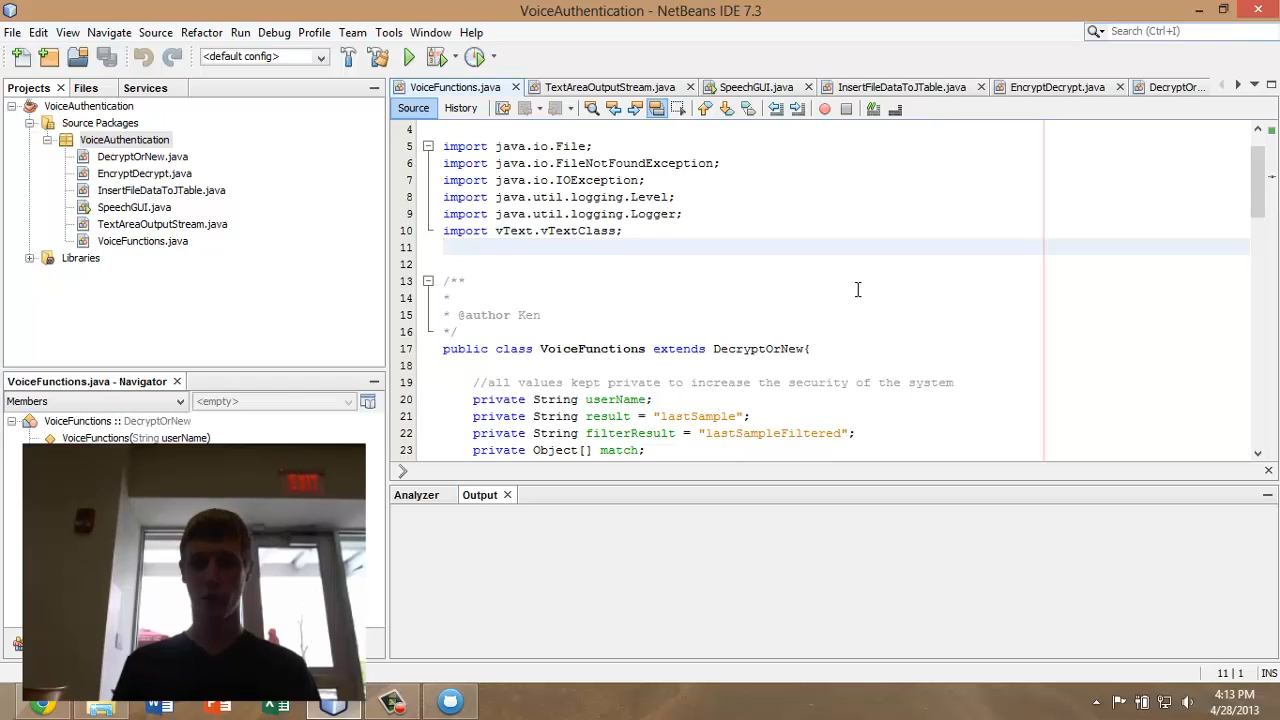 VoiceAuthentication - NetBeans IDE 7.3
File Edit View Navigate Source Refactor Run Debug Profile Team Tools Window Help
Search (Ctrl+I)
<default config>
Projects Files Services
VoiceFunctions.java TextAreaOutputStream.java SpeechGUI.java InsertFileDataToJTable.java EncryptDecrypt.java DecryptOr...
Source History
VoiceAuthentication
Source Packages
VoiceAuthentication
DecryptOrNew.java
EncryptDecrypt.java
InsertFileDataToJTable.java
SpeechGUI.java
TextAreaOutputStream.java
VoiceFunctions.java
Libraries
4
5 import java.io.File;
6 import java.io.FileNotFoundException;
7 import java.io.IOException;
8 import java.util.logging.Level;
9 import java.util.logging.Logger;
10 import vText.vTextClass;
11
12
13 /**
14 *
15 * @author Ken
16 */
17 public class VoiceFunctions extends DecryptOrNew{
18
19 //all values kept private to increase the security of the system
20 private String userName;
21 private String result = "lastSample";
22 private String filterResult = "lastSampleFiltered";
23 private Object[] match;
VoiceFunctions.java - Navigator
Members <empty>
VoiceFunctions :: DecryptOrNew
VoiceFunctions(String userName)
Analyzer Output
EXIT
11 | 1 INS
4:13 PM
4/28/2013